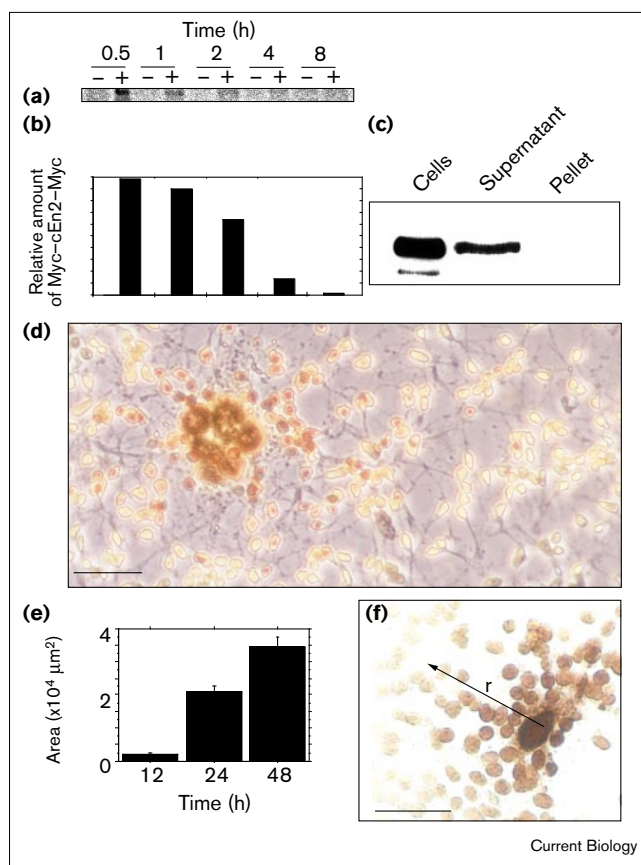 Time (h)
0.5 1 2 4 8
– + – + – + – + – +
(a)
(b)
Relative amount
of Myc–cEn2–Myc
(c)
Cells
Supernatant
Pellet
(d)
(e)
Area (x10⁴ μm²)
4
2
0
12 24 48
Time (h)
(f)
r
Current Biology